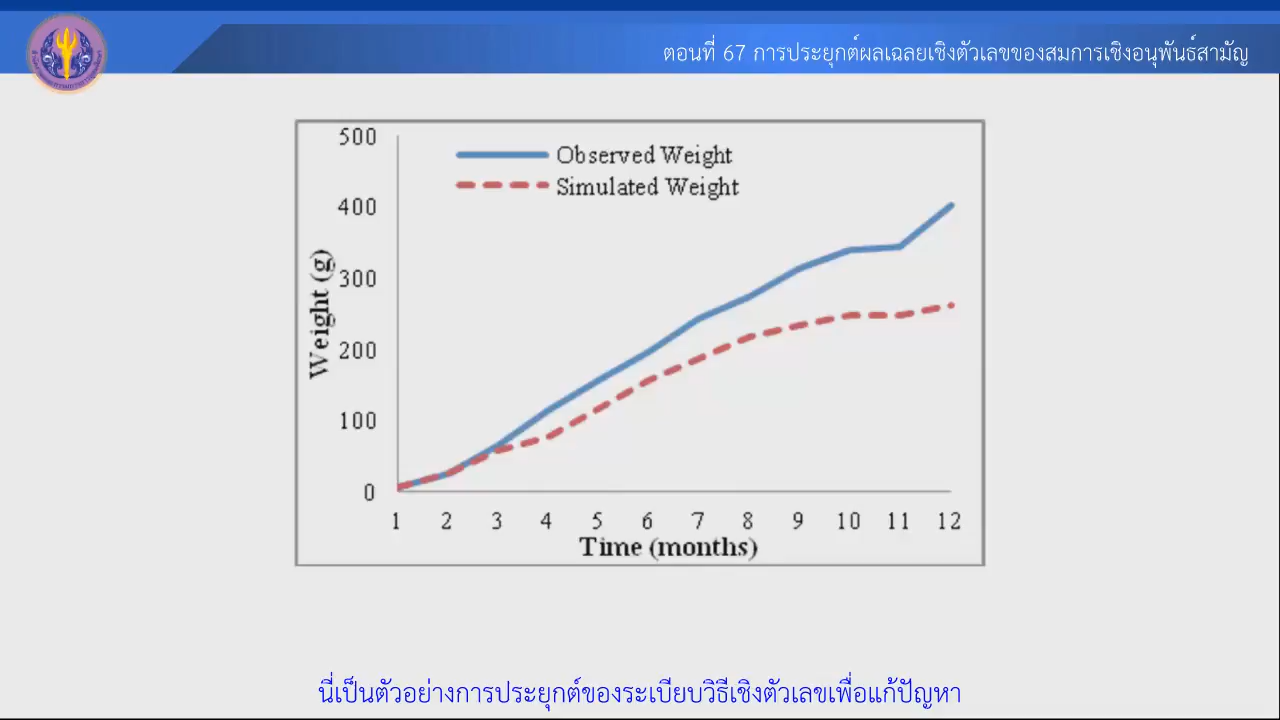 ตอนที่ 67 การประยุกต์ผลเฉลยเชิงตัวเลขของสมการเชิงอนุพันธ์สามัญ
Observed Weight
Simulated Weight
Weight (g)
500
400
300
200
100
0
1 2 3 4 5 6 7 8 9 10 11 12
Time (months)
นี่เป็นตัวอย่างการประยุกต์ของระเบียบวิธีเชิงตัวเลขเพื่อแก้ปัญหา